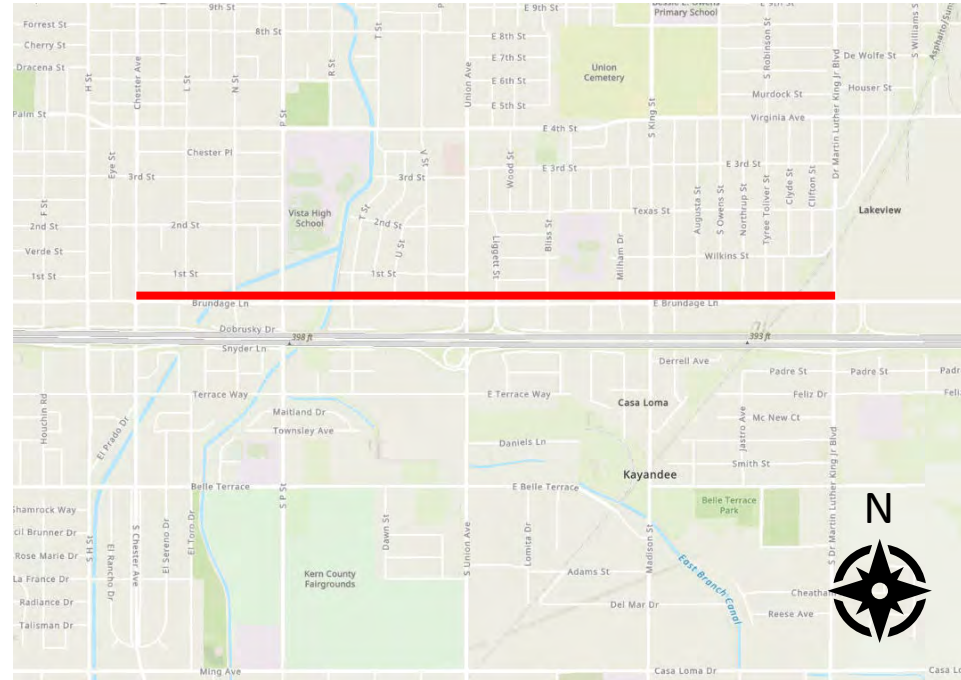 9th St
E 9th St
Primary School
Forrest St
8th St
T St
E 8th St
S Robinson St
S Williams St
Cherry St
De Wolfe St
Dracena St
H St
Chester Ave
L St
N St
R St
Union Ave
E 7th St
Union
Cemetery
E 6th St
Houser St
Murdock St
E 5th St
Palm St
P St
E 4th St
S King St
Virginia Ave
Dr Martin Luther King Jr Blvd
Eye St
Chester Pl
V St
Wood St
E 3rd St
E 3rd St
3rd St
3rd St
Augusta St
S Owens St
Northrup St
Tyree Toliver St
Clyde St
Clifton St
F St
2nd St
2nd St
Vista High
School
T St
2nd St
U St
Bliss St
Texas St
Lakeview
Verde St
Liggett St
Milham Dr
Wilkins St
1st St
1st St
1st St
Brundage Ln
E Brundage Ln
Dobrusky Dr
398 ft
393 ft
Snyder Ln
Derrell Ave
Padre St
Padre St
Houchin Rd
Terrace Way
E Terrace Way
Casa Loma
Feliz Dr
El Prado Dr
Maitland Dr
Mc New Ct
Townsley Ave
Daniels Ln
Jastro Ave
Kayandee
Smith St
Belle Terrace
S P St
E Belle Terrace
Belle Terrace
Park
N
Shamrock Way
S H St
El Rancho Dr
S Chester Ave
El Sereno Dr
El Toro Dr
Dawn St
S Union Ave
Lomita Dr
Madison St
S Dr Martin Luther King Jr Blvd
cil Brunner Dr
Rose Marie Dr
La France Dr
Kern County
Fairgrounds
Adams St
East Branch Canal
Cheatham
Radiance Dr
Del Mar Dr
Reese Ave
Talisman Dr
Ming Ave
Casa Loma Dr